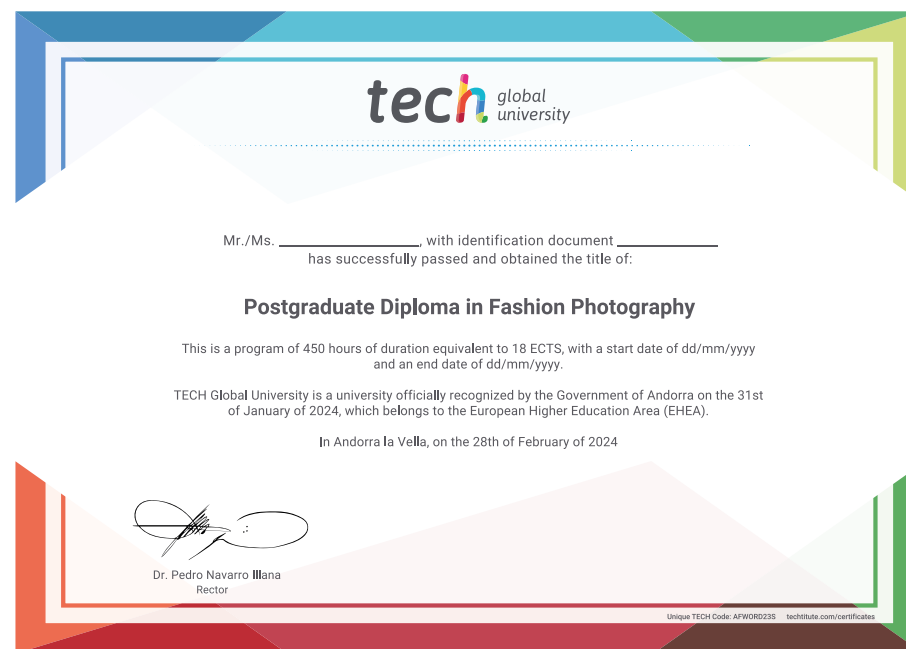 tech global
university
Mr./Ms. ____________________, with identification document ______________
has successfully passed and obtained the title of:
Postgraduate Diploma in Fashion Photography
This is a program of 450 hours of duration equivalent to 18 ECTS, with a start date of dd/mm/yyyy
and an end date of dd/mm/yyyy.
TECH Global University is a university officially recognized by the Government of Andorra on the 31st
of January of 2024, which belongs to the European Higher Education Area (EHEA).
In Andorra la Vella, on the 28th of February of 2024
Dr. Pedro Navarro Illana
Rector
Unique TECH Code: AFWORD23S techtitute.com/certificates